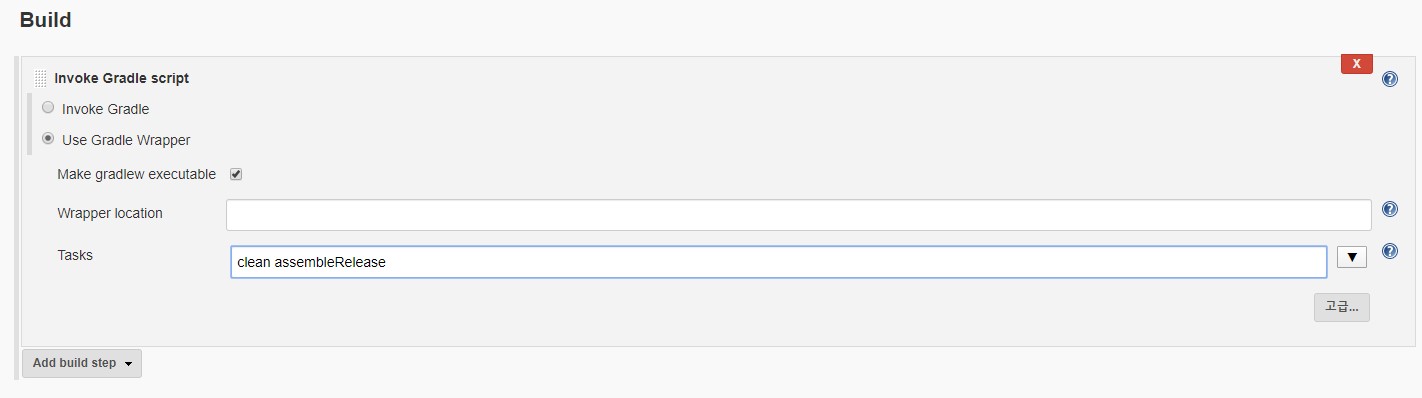 Build
Invoke Gradle script
X
?
Invoke Gradle
Use Gradle Wrapper
Make gradlew executable
Wrapper location
?
Tasks
clean assembleRelease
?
고급...
Add build step